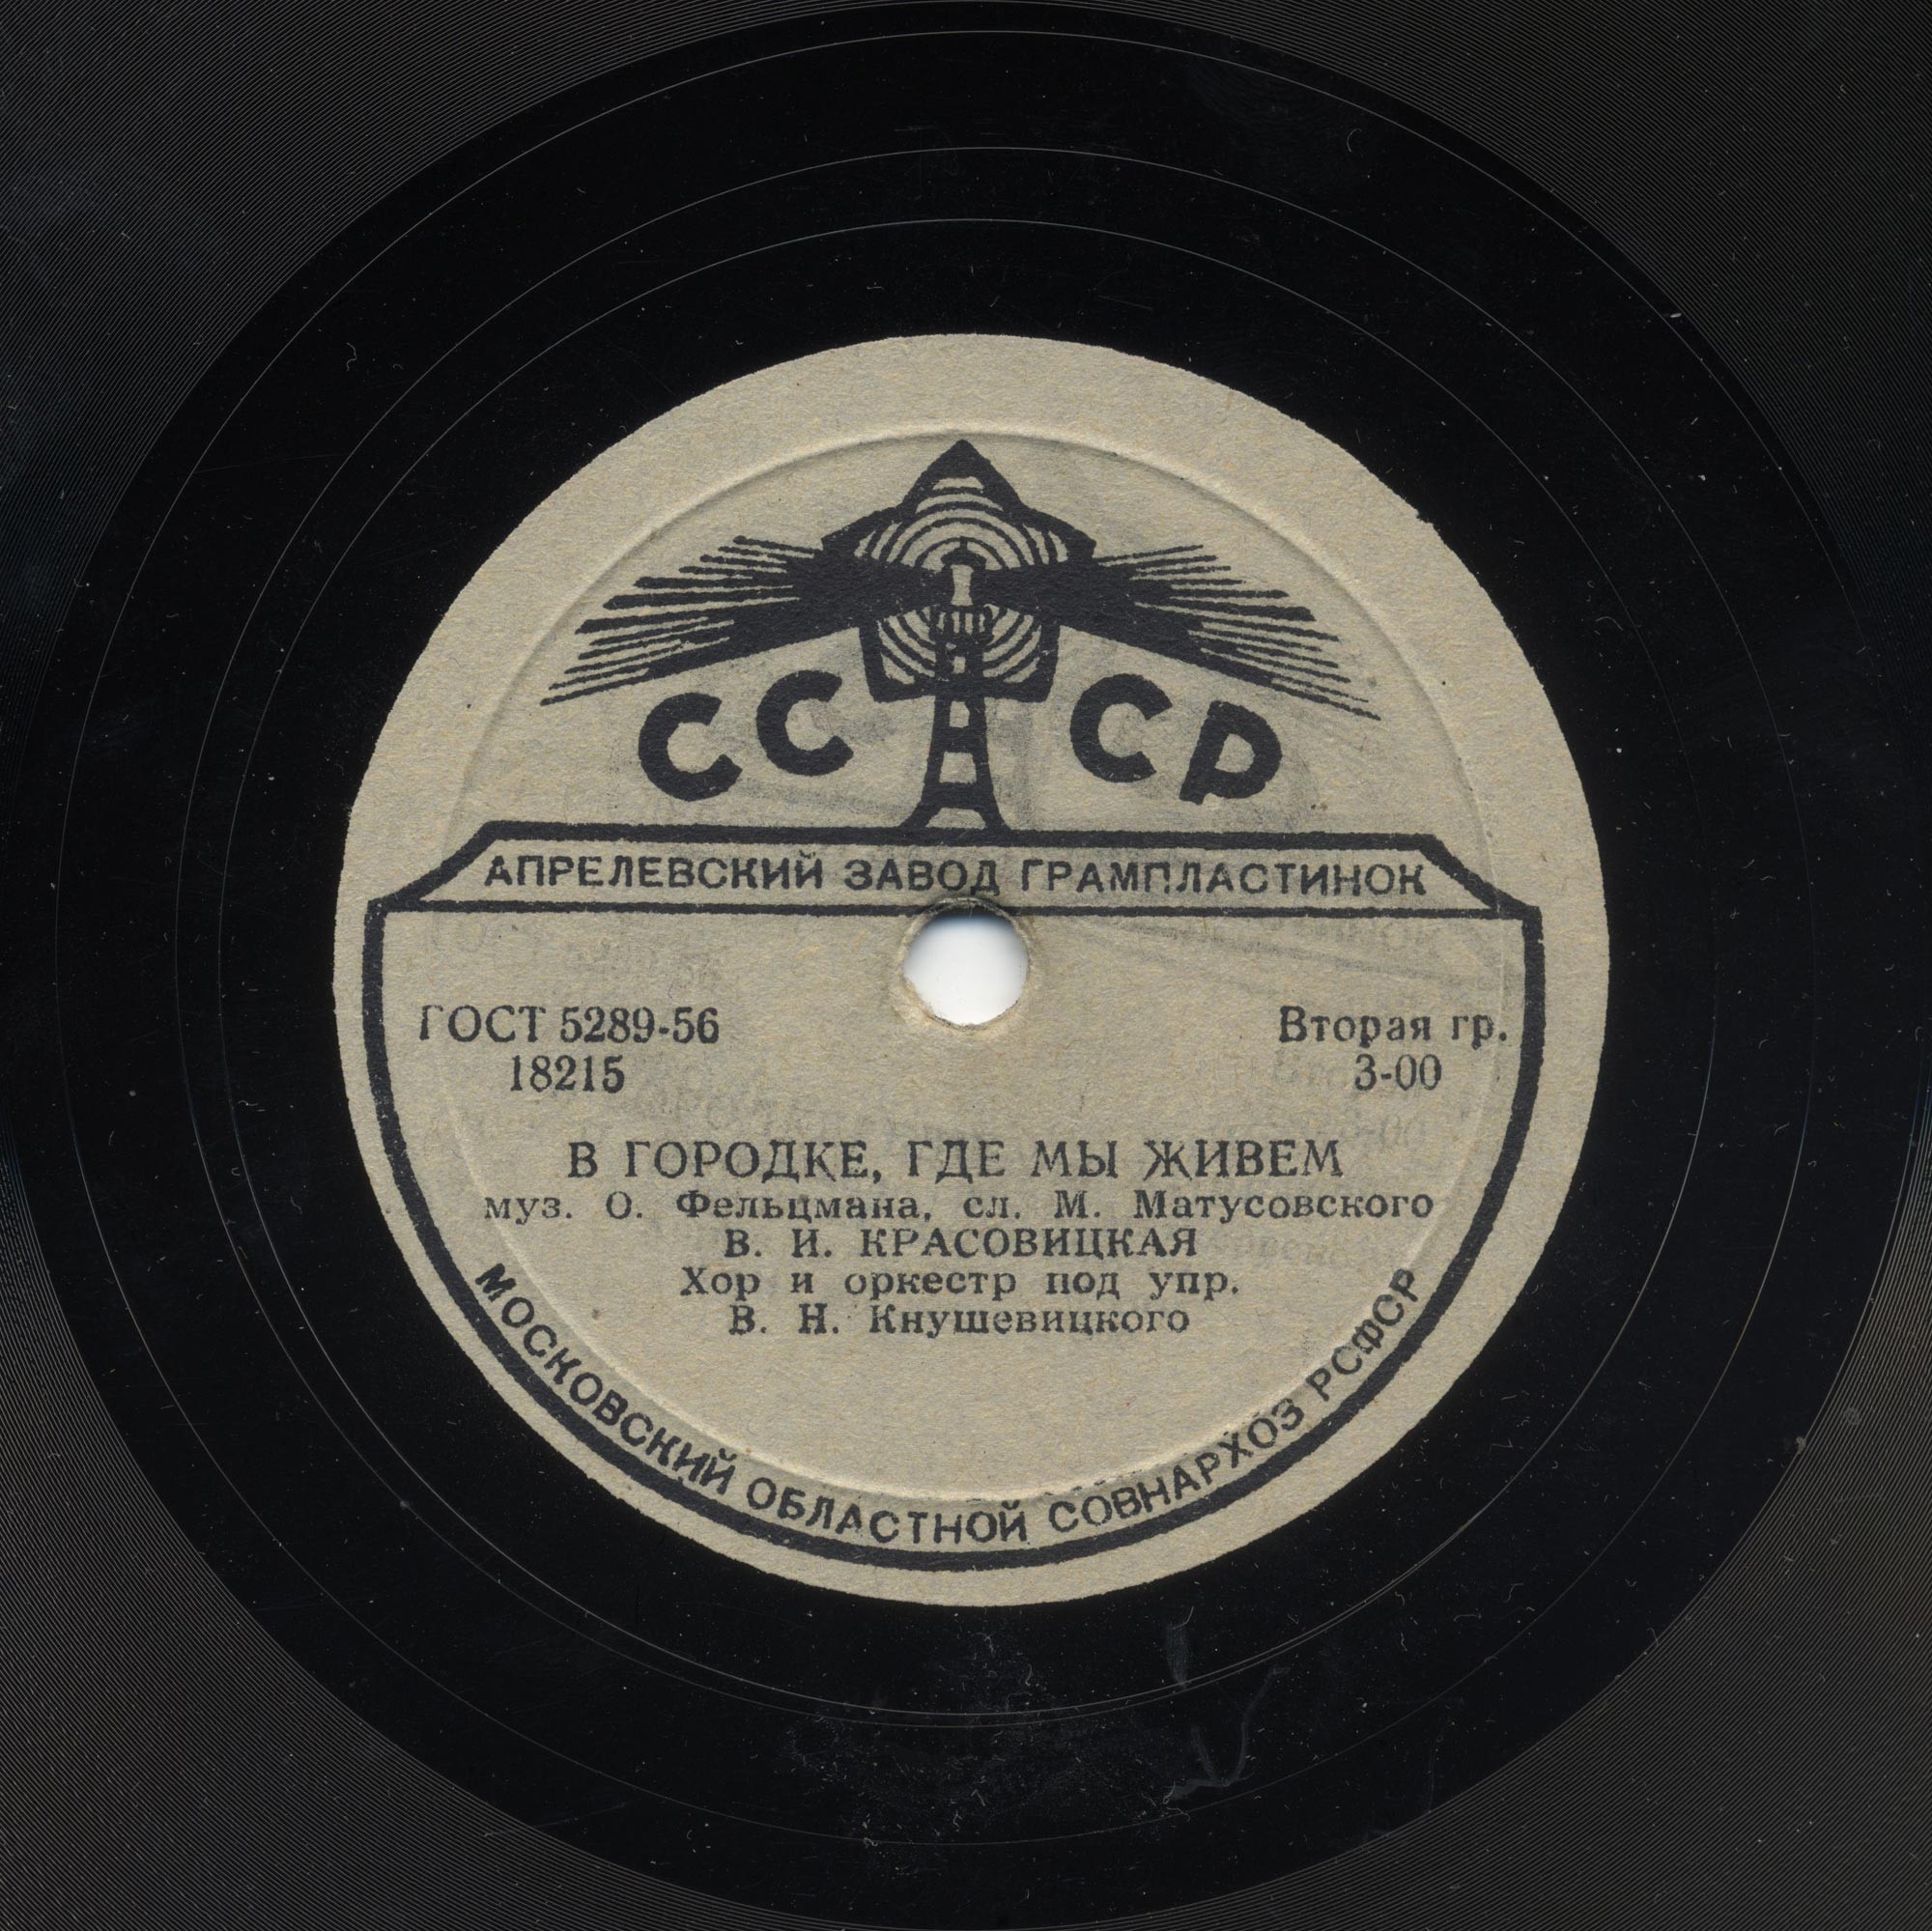 СССР
АПРЕЛЕВСКИЙ ЗАВОД ГРАМПЛАСТИНОК
ГОСТ 5289-56
18215
Вторая гр.
3-00
В ГОРОДКЕ, ГДЕ МЫ ЖИВЕМ
муз. О. Фельцмана, сл. М. Матусовского
В. И. КРАСОВИЦКАЯ
Хор и оркестр под упр.
В. Н. Кнушевицкого
МОСКОВСКИЙ ОБЛАСТНОЙ СОВНАРХОЗ РСФСР